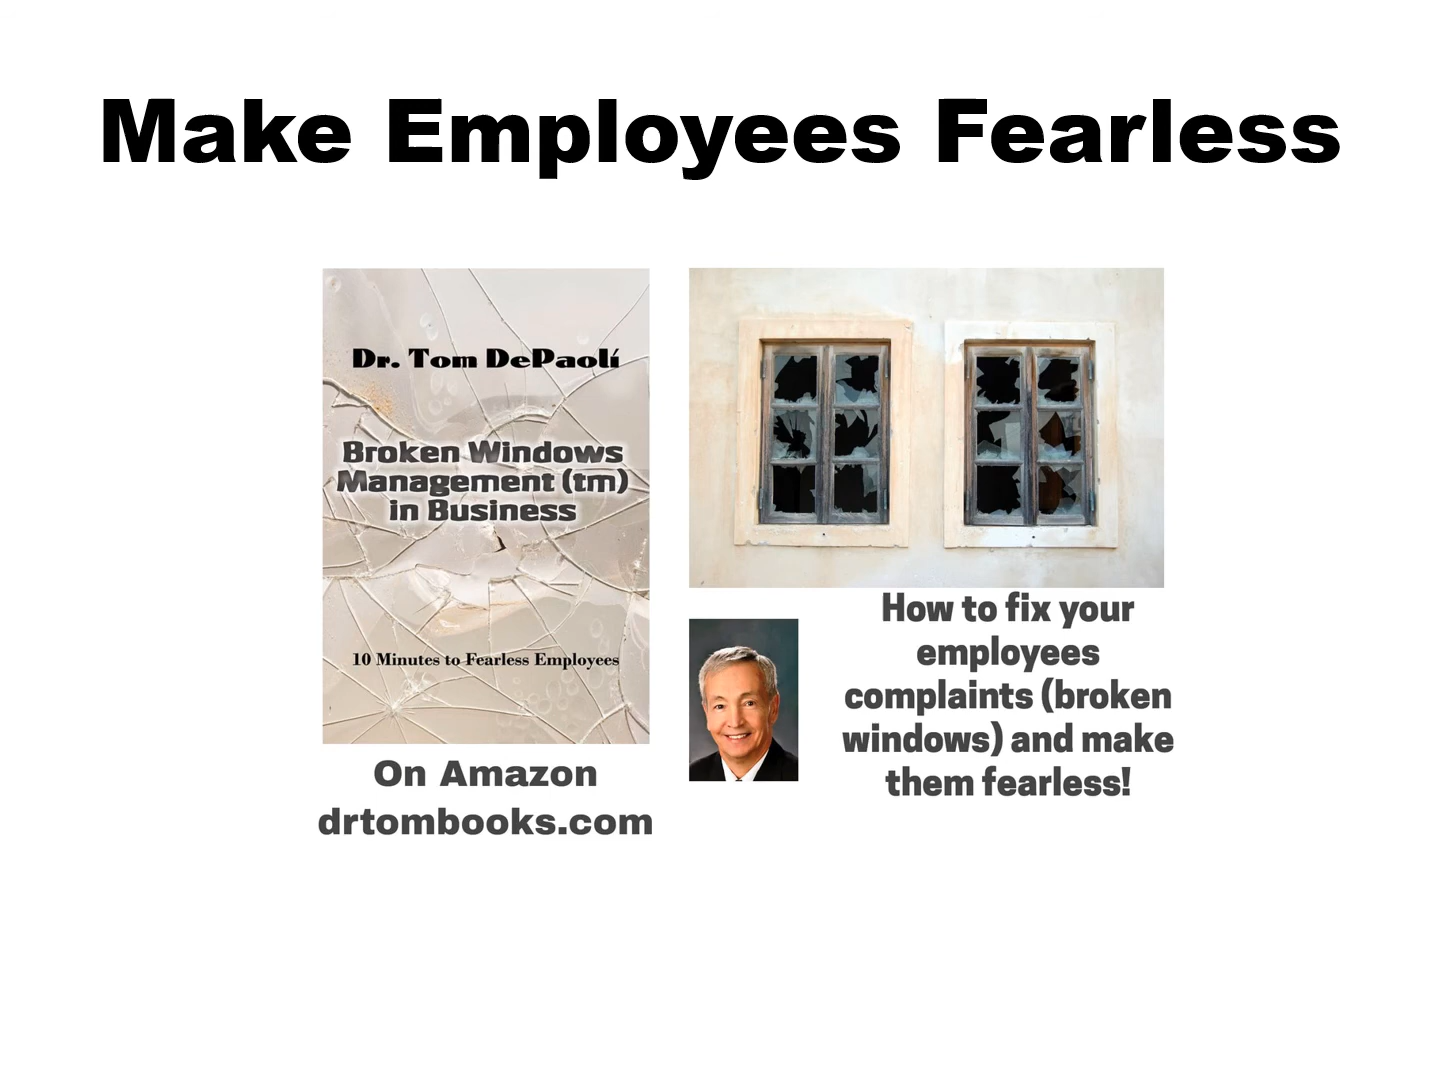 Make Employees Fearless
Dr. Tom DePaolí
Broken Windows
Management (tm)
in Business
10 Minutes to Fearless Employees
On Amazon
drtombooks.com
How to fix your
employees
complaints (broken
windows) and make
them fearless!